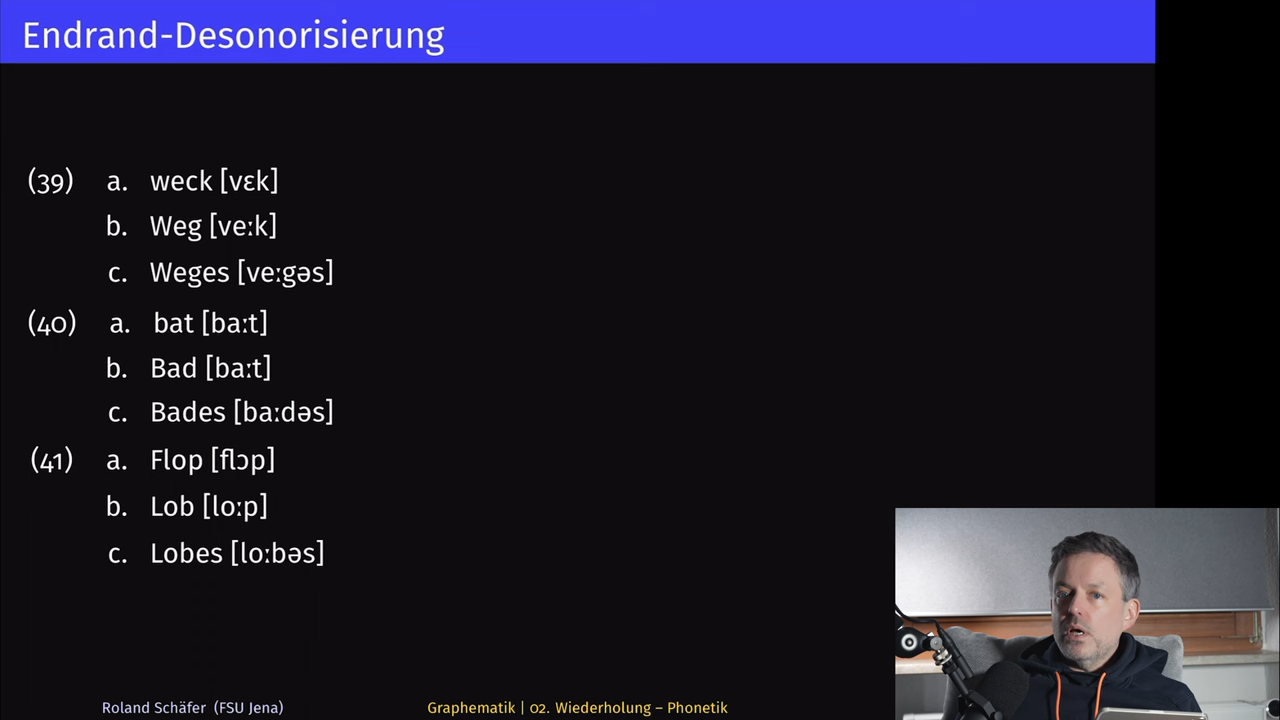 Endrand-Desonorisierung
(39) a. weck [vɛk]
b. Weg [veːk]
c. Weges [veːgəs]
(40) a. bat [baːt]
b. Bad [baːt]
c. Bades [baːdəs]
(41) a. Flop [flɔp]
b. Lob [loːp]
c. Lobes [loːbəs]
Roland Schäfer (FSU Jena) Graphematik | 02. Wiederholung – Phonetik